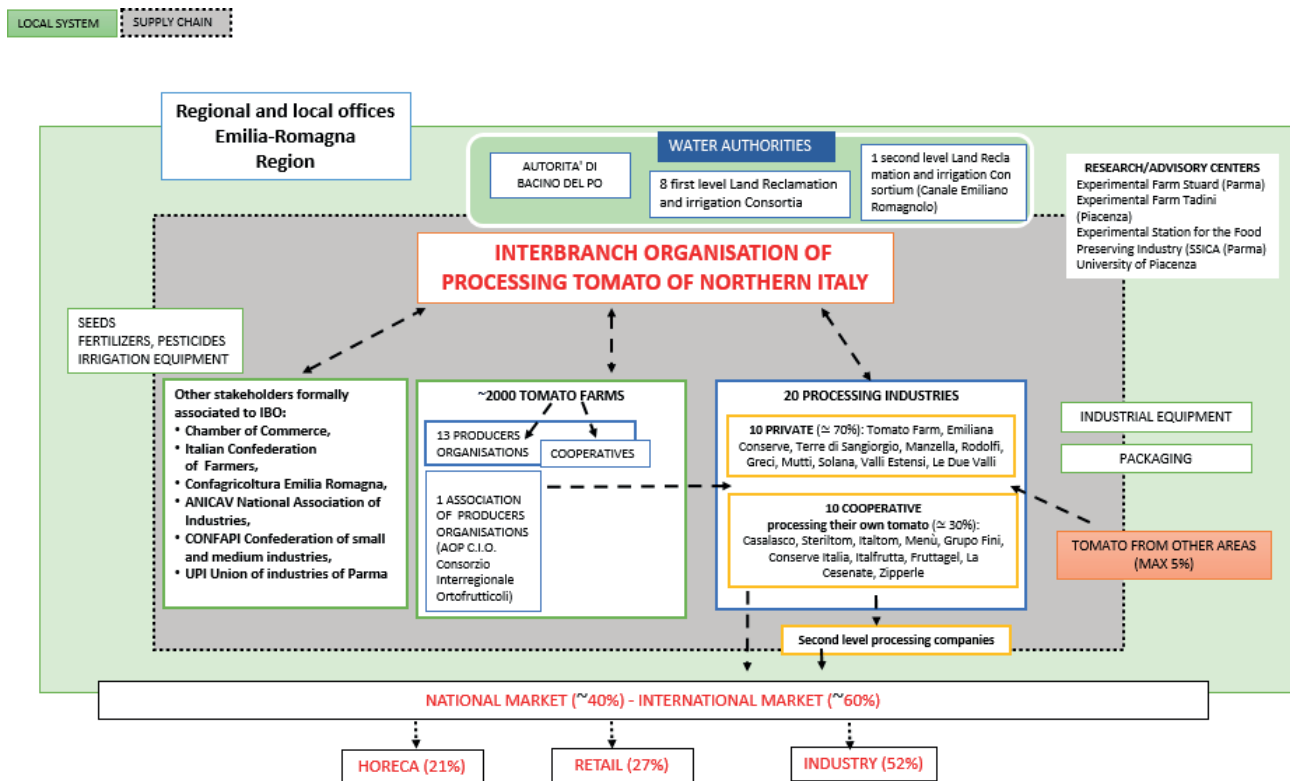 LOCAL SYSTEM
SUPPLY CHAIN
Regional and local offices
Emilia-Romagna
Region
WATER AUTHORITIES
AUTORITA' DI
BACINO DEL PO
8 first level Land Reclamation
and irrigation Consortia
1 second level Land Recla
mation and irrigation Con
sortium (Canale Emiliano
Romagnolo)
RESEARCH/ADVISORY CENTERS
Experimental Farm Stuard (Parma)
Experimental Farm Tadini
(Piacenza)
Experimental Station for the Food
Preserving Industry (SSICA (Parma)
University of Piacenza
INTERBRANCH ORGANISATION OF
PROCESSING TOMATO OF NORTHERN ITALY
SEEDS
FERTILIZERS, PESTICIDES
IRRIGATION EQUIPMENT
Other stakeholders formally
associated to IBO:
• Chamber of Commerce,
• Italian Confederation
of Farmers,
• Confagricoltura Emilia Romagna,
• ANICAV National Association of
Industries,
• CONFAPI Confederation of small
and medium industries,
• UPI Union of industries of Parma
~2000 TOMATO FARMS
13 PRODUCERS
ORGANISATIONS
COOPERATIVES
1 ASSOCIATION
OF PRODUCERS
ORGANISATIONS
(AOP C.I.O.
Consorzio
Interregionale
Ortofrutticoli)
20 PROCESSING INDUSTRIES
10 PRIVATE (≃ 70%): Tomato Farm, Emiliana
Conserve, Terre di Sangiorgio, Manzella, Rodolfi,
Greci, Mutti, Solana, Valli Estensi, Le Due Valli
10 COOPERATIVE
processing their own tomato (≃ 30%):
Casalasco, Steriltom, Italtom, Menù, Grupo Fini,
Conserve Italia, Italfrutta, Fruttagel, La
Cesenate, Zipperle
Second level processing companies
INDUSTRIAL EQUIPMENT
PACKAGING
TOMATO FROM OTHER AREAS
(MAX 5%)
NATIONAL MARKET (~40%) - INTERNATIONAL MARKET (~60%)
HORECA (21%)
RETAIL (27%)
INDUSTRY (52%)